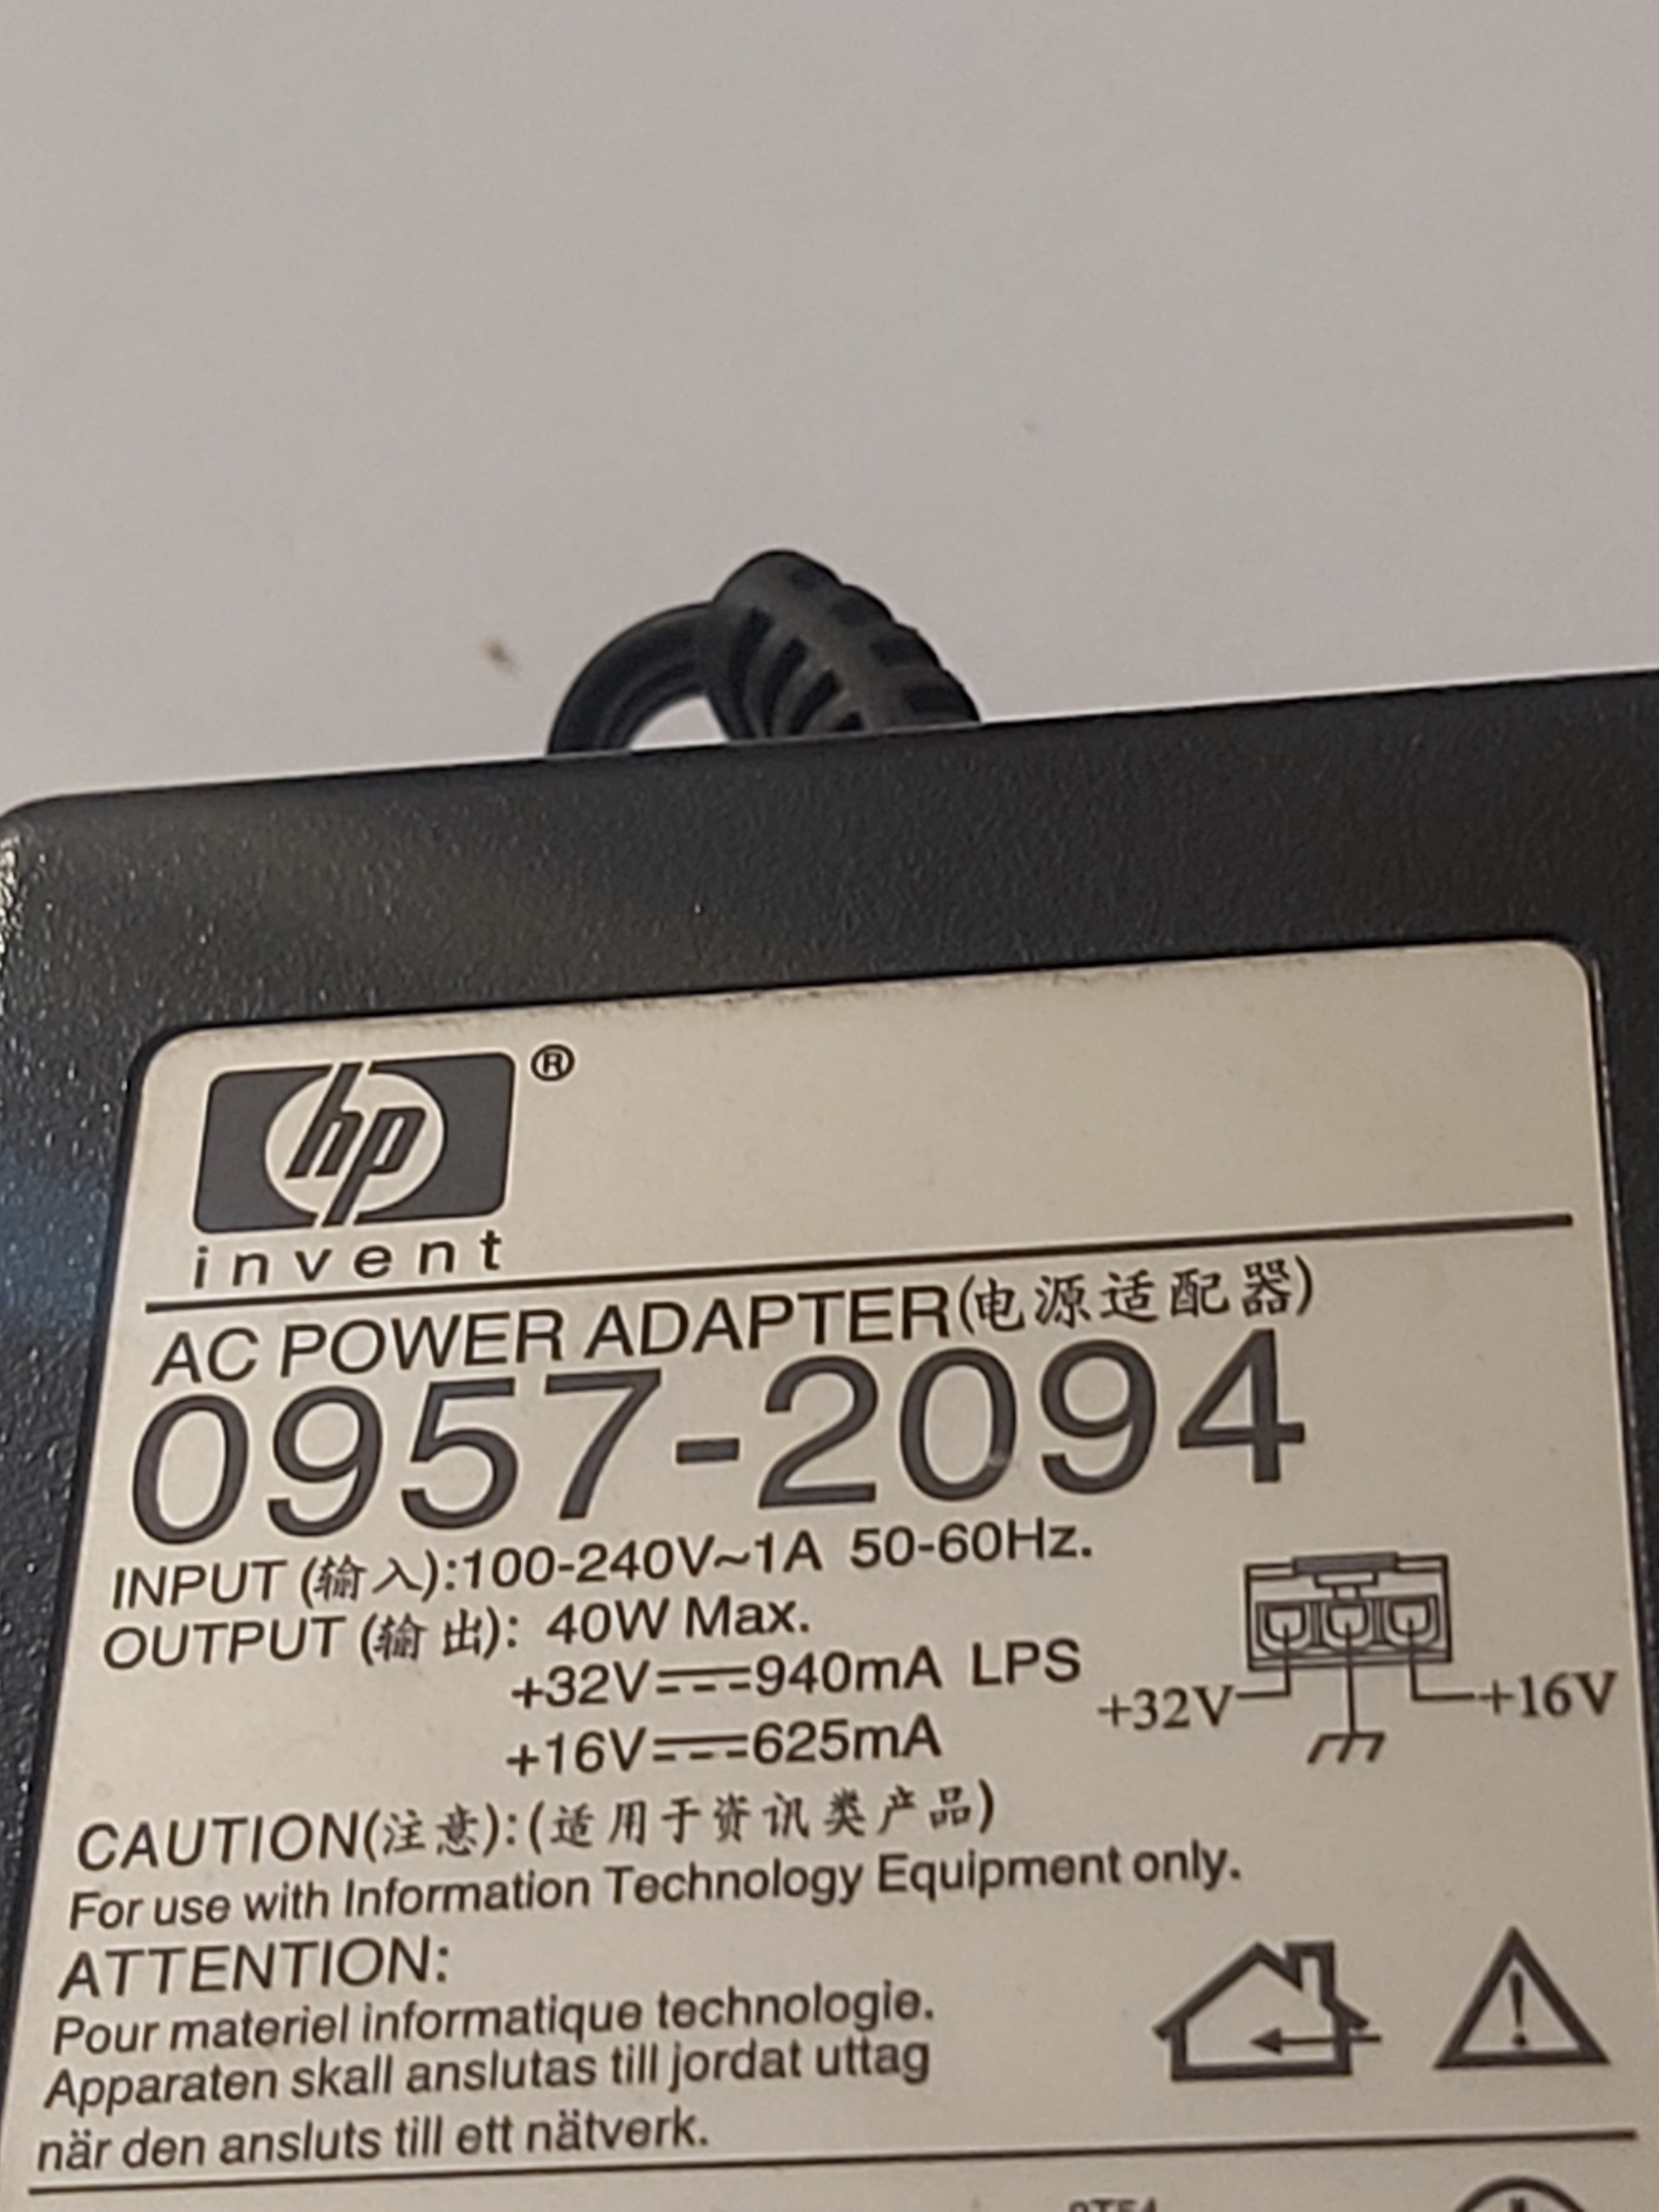 hp ®
invent
AC POWER ADAPTER(电源适配器)
0957-2094
INPUT (输入):100-240V~1A 50-60Hz.
OUTPUT (输出): 40W Max.
+32V⎓940mA LPS
+16V⎓625mA
+32V +16V
CAUTION(注意):(适用于资讯类产品)
For use with Information Technology Equipment only.
ATTENTION:
Pour materiel informatique technologie.
Apparaten skall anslutas till jordat uttag
när den ansluts till ett nätverk.